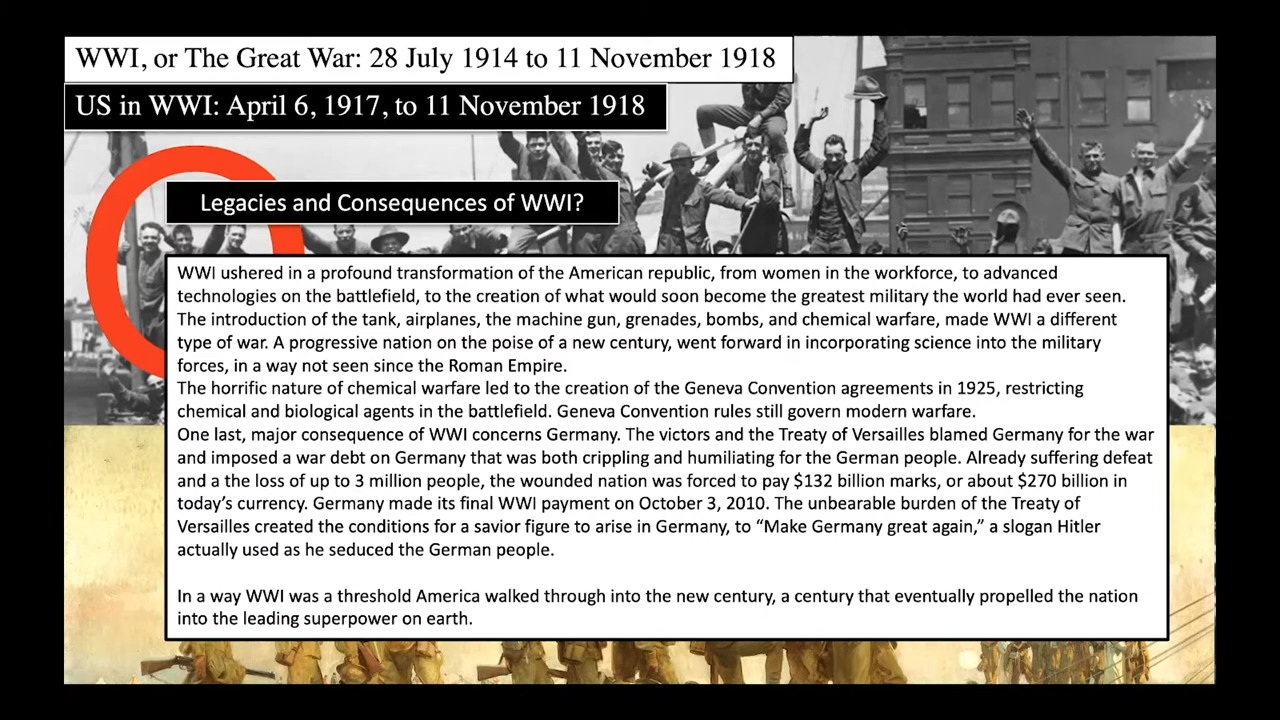 WWI, or The Great War: 28 July 1914 to 11 November 1918
US in WWI: April 6, 1917, to 11 November 1918
Legacies and Consequences of WWI?
WWI ushered in a profound transformation of the American republic, from women in the workforce, to advanced
technologies on the battlefield, to the creation of what would soon become the greatest military the world had ever seen.
The introduction of the tank, airplanes, the machine gun, grenades, bombs, and chemical warfare, made WWI a different
type of war. A progressive nation on the poise of a new century, went forward in incorporating science into the military
forces, in a way not seen since the Roman Empire.
The horrific nature of chemical warfare led to the creation of the Geneva Convention agreements in 1925, restricting
chemical and biological agents in the battlefield. Geneva Convention rules still govern modern warfare.
One last, major consequence of WWI concerns Germany. The victors and the Treaty of Versailles blamed Germany for the war
and imposed a war debt on Germany that was both crippling and humiliating for the German people. Already suffering defeat
and a the loss of up to 3 million people, the wounded nation was forced to pay $132 billion marks, or about $270 billion in
today's currency. Germany made its final WWI payment on October 3, 2010. The unbearable burden of the Treaty of
Versailles created the conditions for a savior figure to arise in Germany, to “Make Germany great again,” a slogan Hitler
actually used as he seduced the German people.
In a way WWI was a threshold America walked through into the new century, a century that eventually propelled the nation
into the leading superpower on earth.